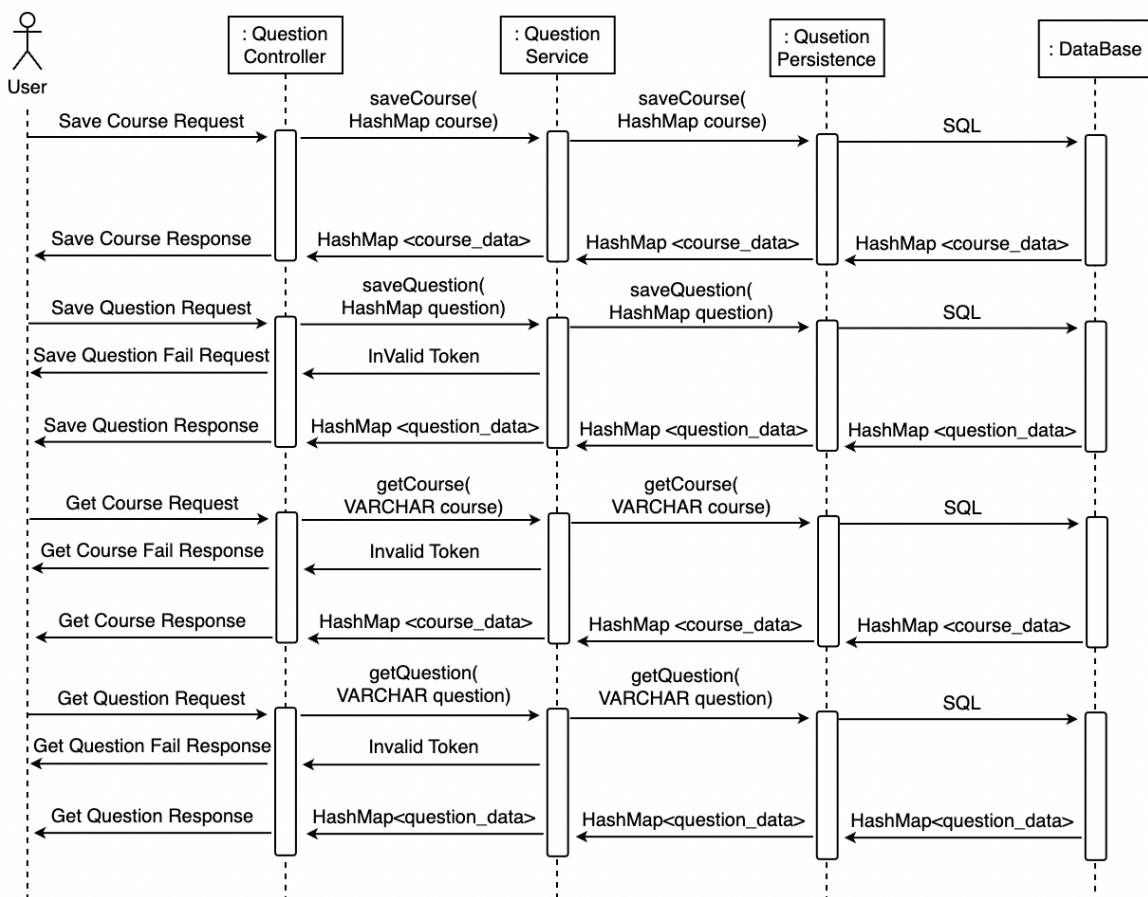 : Question
Controller
: Question
Service
: Qusetion
Persistence
: DataBase
User
Save Course Request
saveCourse(
HashMap course)
saveCourse(
HashMap course)
SQL
Save Course Response
HashMap <course_data>
HashMap <course_data>
HashMap <course_data>
Save Question Request
saveQuestion(
HashMap question)
saveQuestion(
HashMap question)
SQL
Save Question Fail Request
InValid Token
Save Question Response
HashMap <question_data>
HashMap <question_data>
HashMap <question_data>
Get Course Request
getCourse(
VARCHAR course)
getCourse(
VARCHAR course)
SQL
Get Course Fail Response
Invalid Token
Get Course Response
HashMap <course_data>
HashMap <course_data>
HashMap <course_data>
Get Question Request
getQuestion(
VARCHAR question)
getQuestion(
VARCHAR question)
SQL
Get Question Fail Response
Invalid Token
Get Question Response
HashMap<question_data>
HashMap<question_data>
HashMap<question_data>